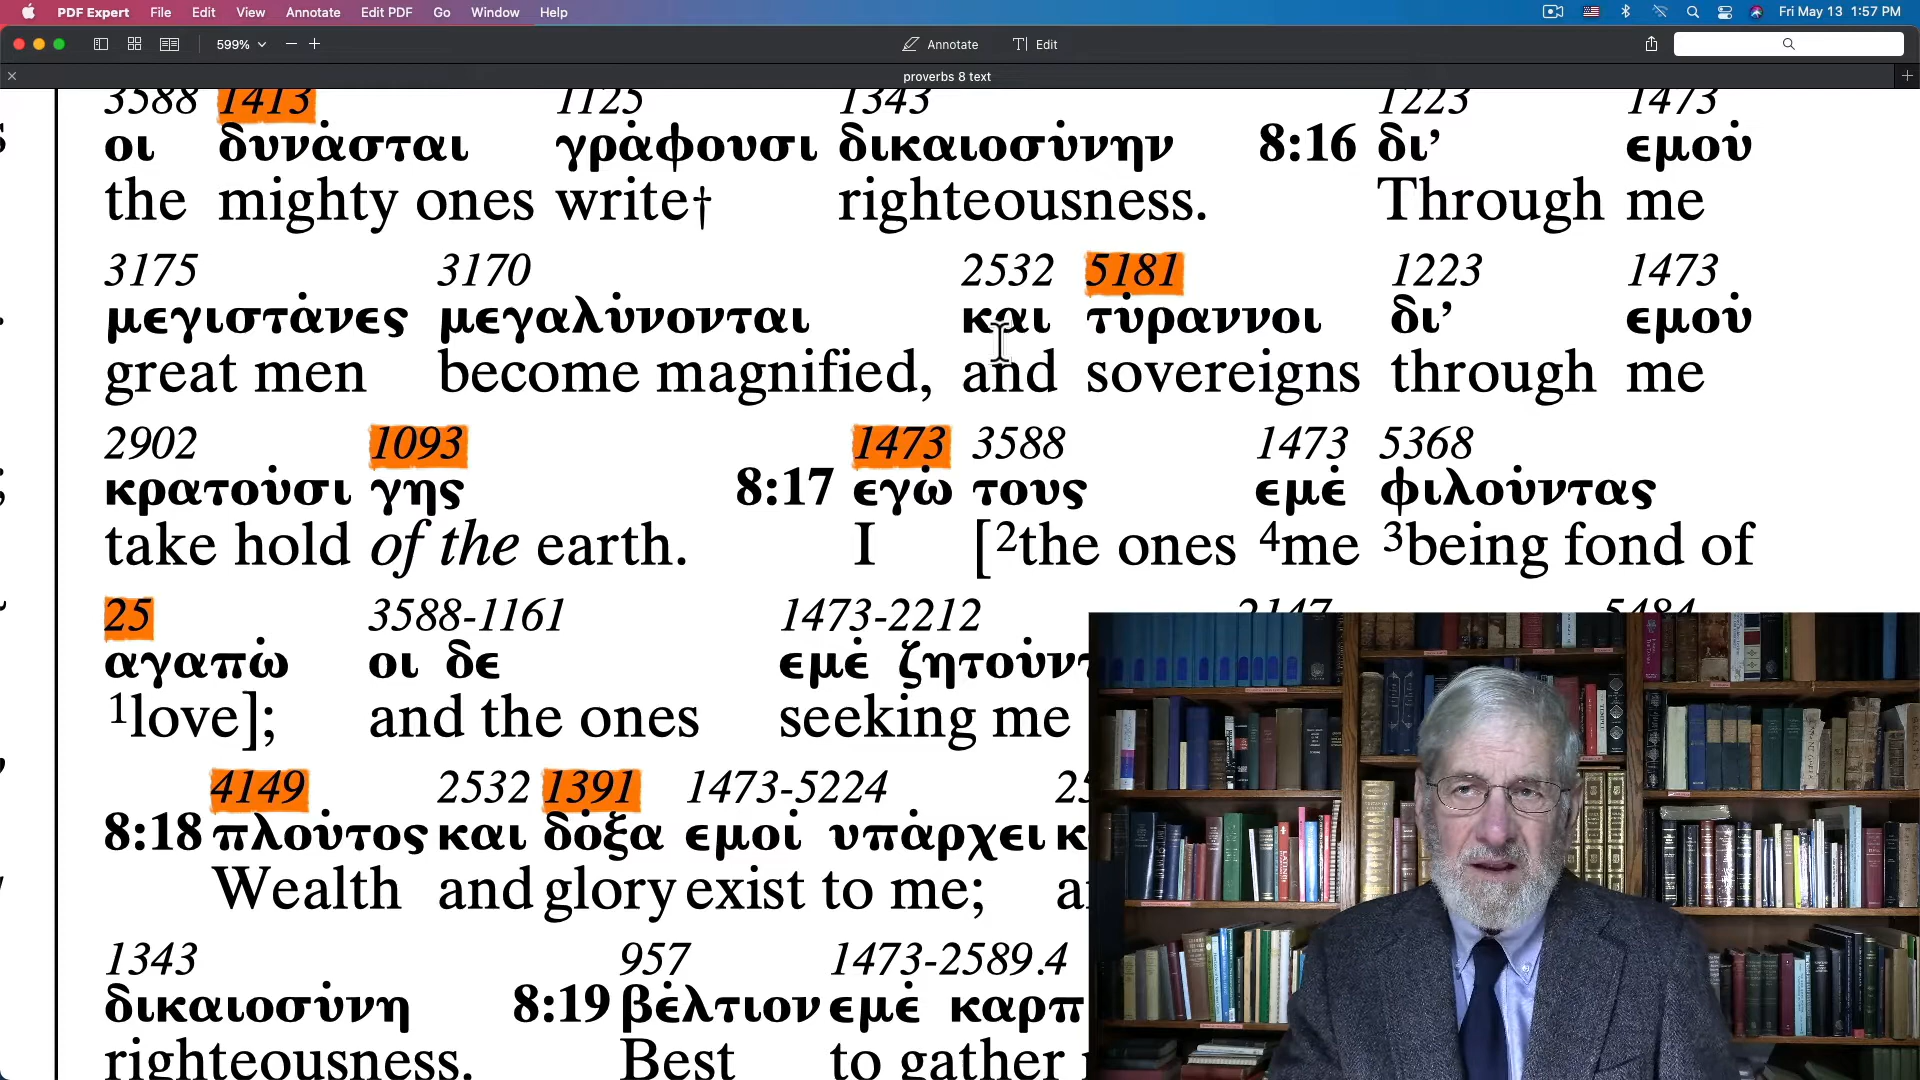 PDF Expert File Edit View Annotate Edit PDF Go Window Help Fri May 13 1:57 PM
599% Annotate T Edit
proverbs 8 text
3588 1413 1125 1343 1223 1473
οι δυνάσται γράφουσι δικαιοσύνην 8:16 δι’ εμού
the mighty ones write† righteousness. Through me
3175 3170 2532 5181 1223 1473
μεγιστάνες μεγαλύνονται και τύραννοι δι’ εμού
great men become magnified, and sovereigns through me
2902 1093 1473 3588 1473 5368
κρατούσι γης 8:17 εγώ τους εμέ φιλούντας
take hold of the earth. I [²the ones ⁴me ³being fond of
25 3588-1161 1473-2212 2147 5484
αγαπώ οι δε εμέ ζητούντ
¹love]; and the ones seeking me
4149 2532 1391 1473-5224
8:18 πλούτος και δόξα εμοί υπάρχει κ
Wealth and glory exist to me;
1343 957 1473-2589.4
δικαιοσύνη 8:19 βέλτιον εμέ καρπ
righteousness. Best to gather